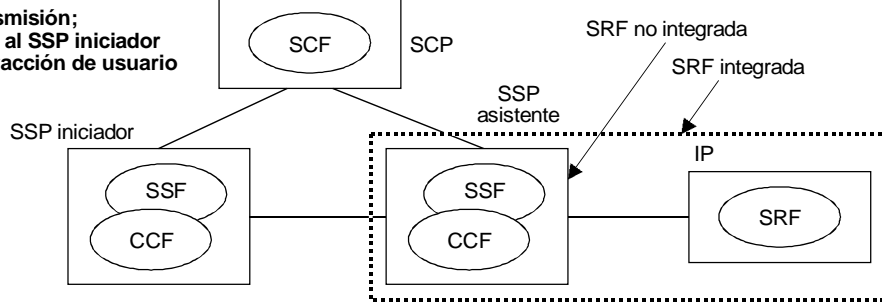 smisión;
al SSP iniciador
acción de usuario
SCF
SCP
SRF no integrada
SRF integrada
SSP
asistente
SSP iniciador
IP
SSF
CCF
SSF
CCF
SRF